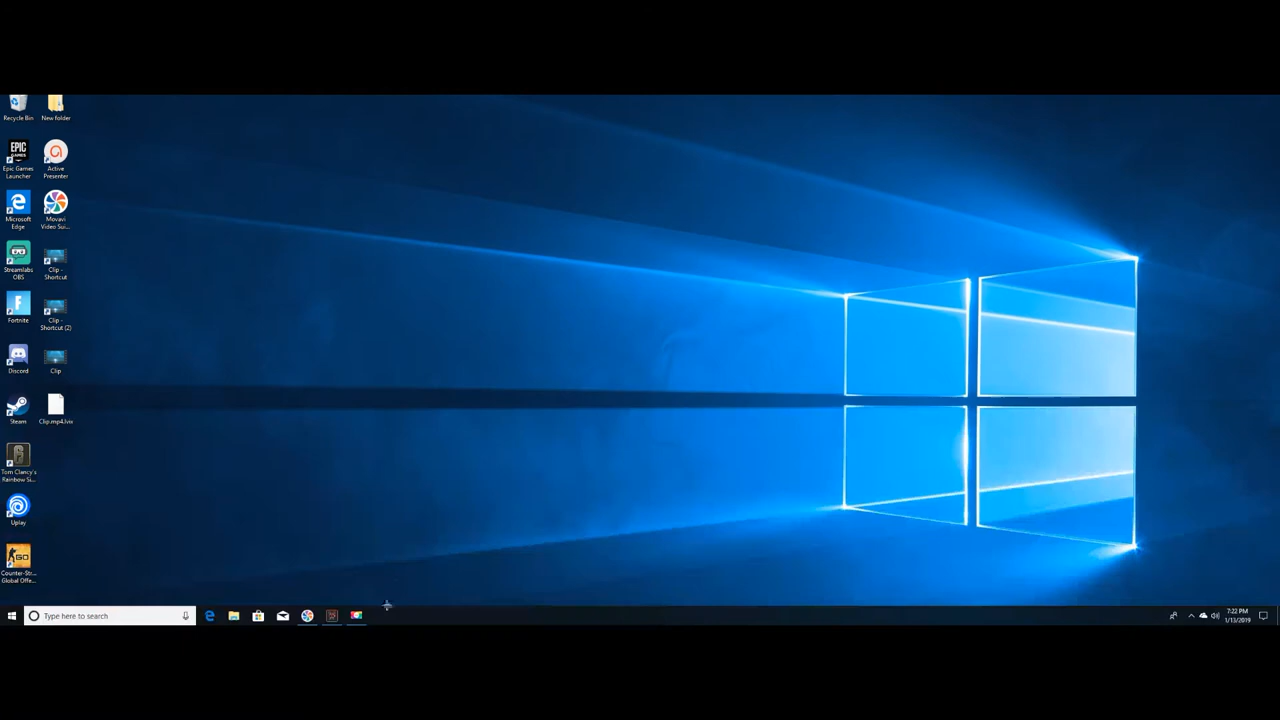 Recycle Bin
New folder
EPIC GAMES
Epic Games
Launcher
Active
Presenter
Microsoft
Edge
Movavi
Video Sui...
Streamlabs
OBS
Clip -
Shortcut
Fortnite
Clip -
Shortcut (2)
Discord
Clip
Steam
Clip.mp4.lvix
Tom Clancy's
Rainbow Si...
Uplay
GO
Counter-Str...
Global Offe...
Type here to search
7:22 PM
1/13/2019